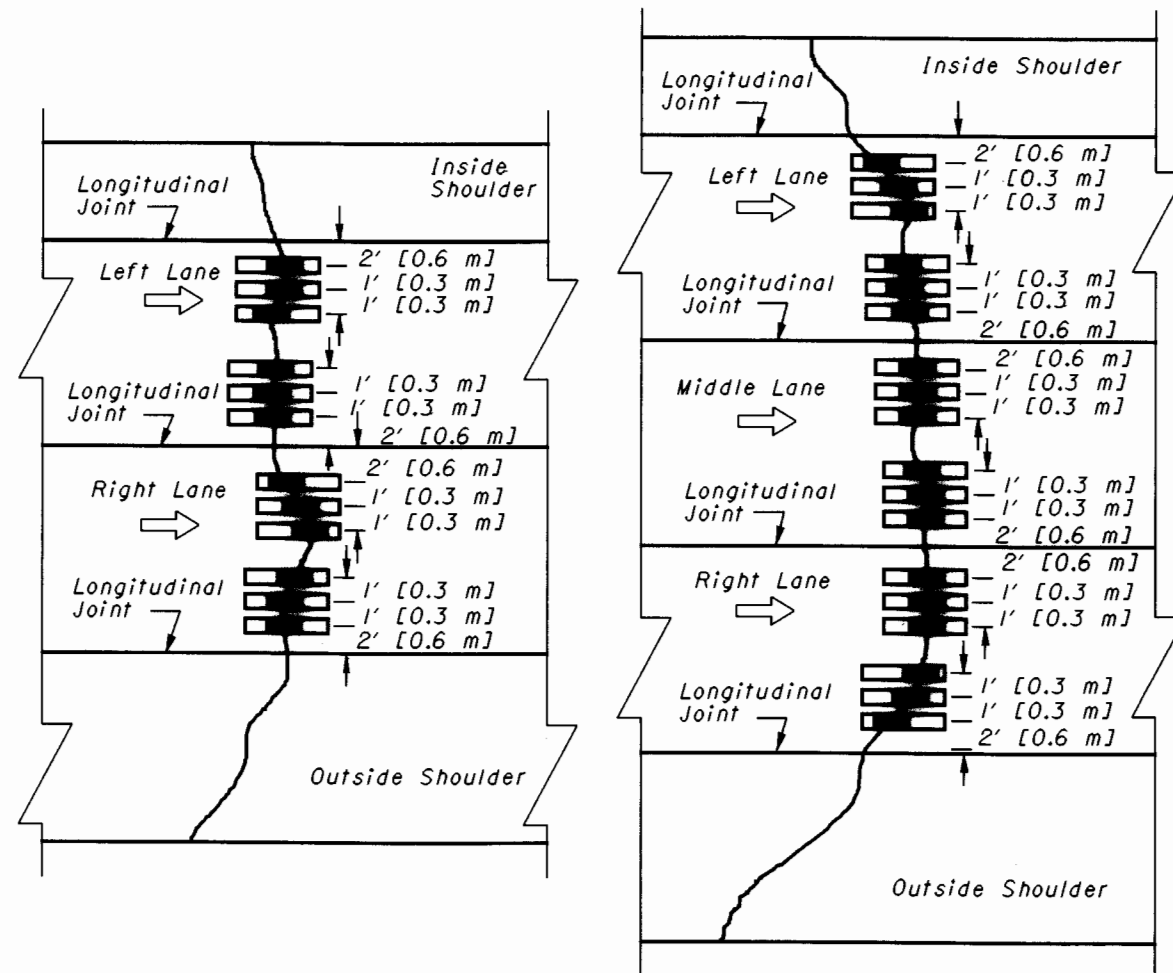 Inside
Shoulder
Longitudinal
Joint
Left Lane
2' [0.6 m]
1' [0.3 m]
1' [0.3 m]
Longitudinal
Joint
1' [0.3 m]
1' [0.3 m]
2' [0.6 m]
Right Lane
2' [0.6 m]
1' [0.3 m]
1' [0.3 m]
Longitudinal
Joint
1' [0.3 m]
1' [0.3 m]
2' [0.6 m]
Outside Shoulder
Inside Shoulder
Longitudinal
Joint
Left Lane
2' [0.6 m]
1' [0.3 m]
1' [0.3 m]
Longitudinal
Joint
1' [0.3 m]
1' [0.3 m]
2' [0.6 m]
Middle Lane
2' [0.6 m]
1' [0.3 m]
1' [0.3 m]
Longitudinal
Joint
1' [0.3 m]
1' [0.3 m]
2' [0.6 m]
Right Lane
2' [0.6 m]
1' [0.3 m]
1' [0.3 m]
Longitudinal
Joint
1' [0.3 m]
1' [0.3 m]
2' [0.6 m]
Outside Shoulder